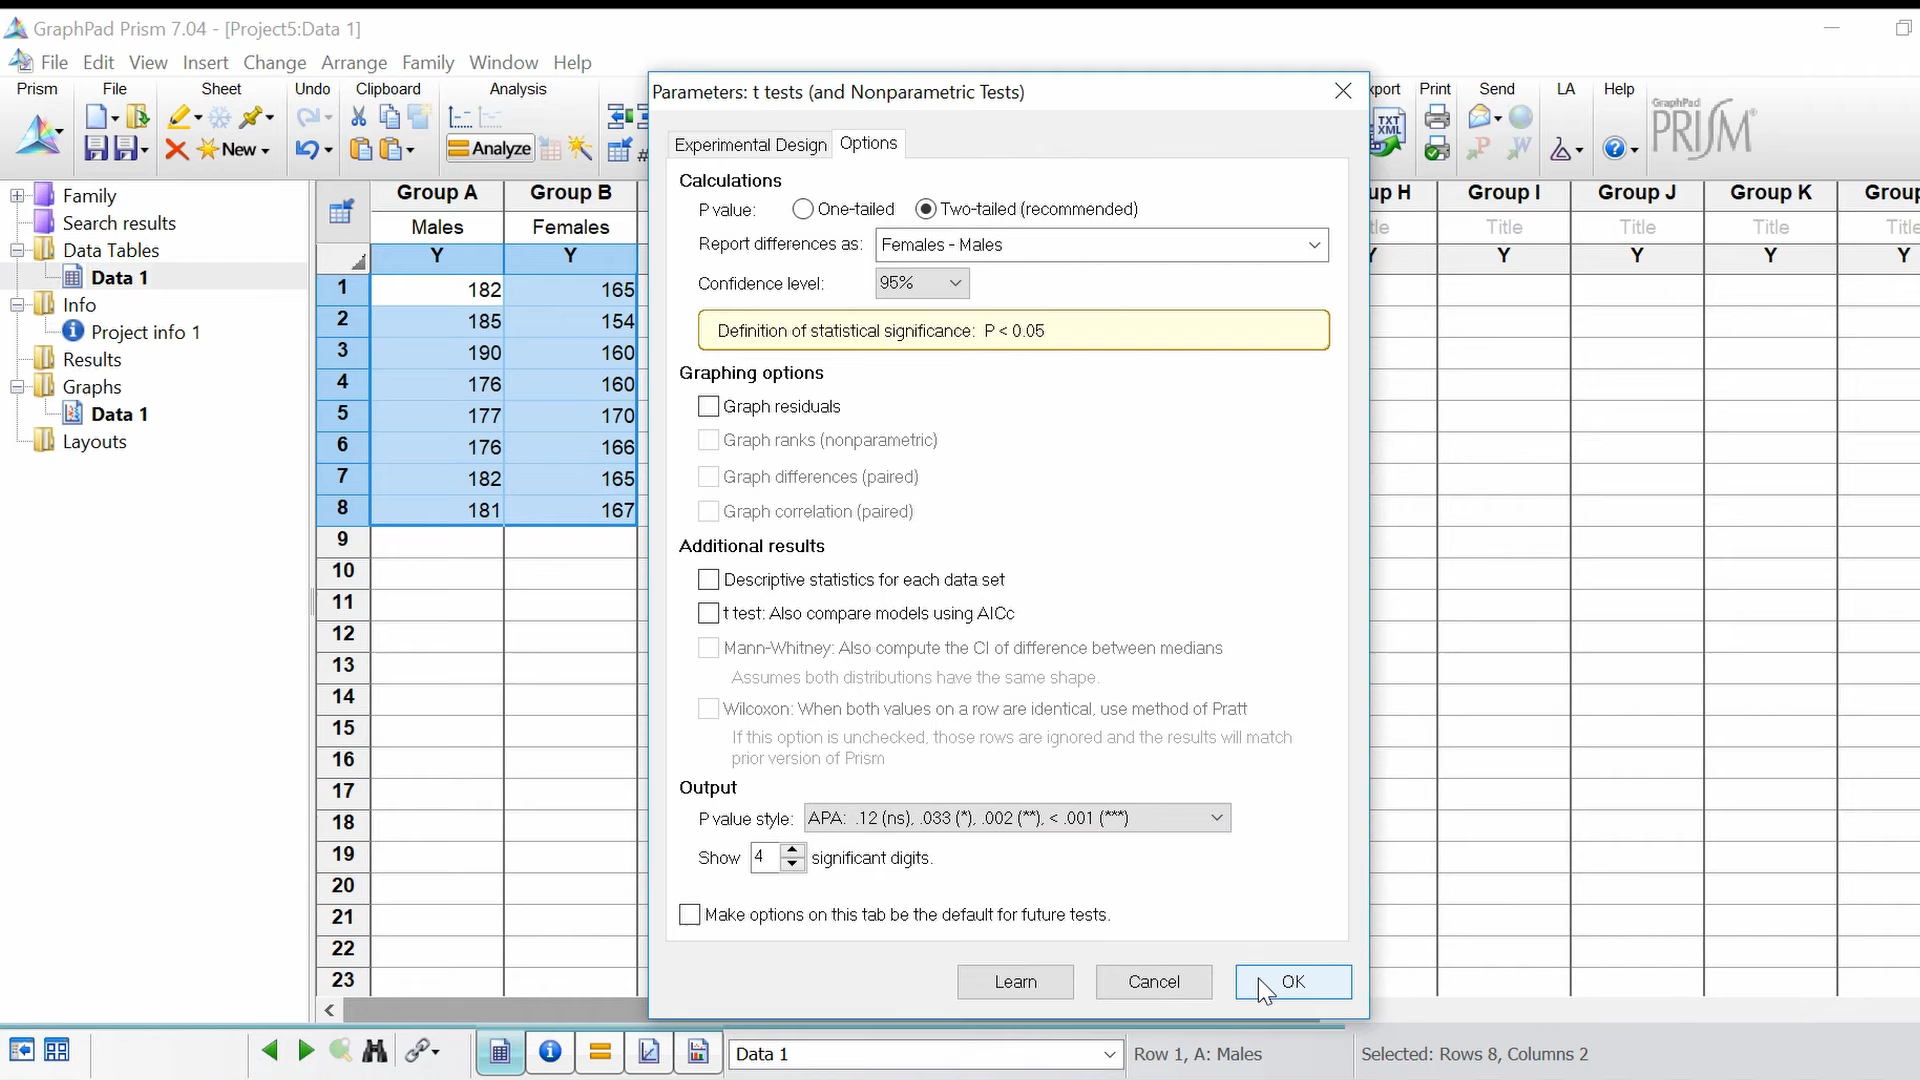 GraphPad Prism 7.04 - [Project5:Data 1]
File Edit View Insert Change Arrange Family Window Help
Prism File Sheet Undo Clipboard Analysis port Print Send LA Help
New
Analyze
TXT
XML
GraphPad
PRISM
Parameters: t tests (and Nonparametric Tests)
Experimental Design Options
Family
Search results
Data Tables
Data 1
Info
Project info 1
Results
Graphs
Data 1
Layouts
Group A Group B up H Group I Group J Group K Grou
Males Females tle Title Title Title Title
Y Y Y Y Y Y Y
1 182 165
2 185 154
3 190 160
4 176 160
5 177 170
6 176 166
7 182 165
8 181 167
9
10
11
12
13
14
15
16
17
18
19
20
21
22
23
Calculations
P value: One-tailed Two-tailed (recommended)
Report differences as: Females - Males
Confidence level: 95%
Definition of statistical significance: P < 0.05
Graphing options
Graph residuals
Graph ranks (nonparametric)
Graph differences (paired)
Graph correlation (paired)
Additional results
Descriptive statistics for each data set
t test: Also compare models using AICc
Mann-Whitney: Also compute the CI of difference between medians
Assumes both distributions have the same shape.
Wilcoxon: When both values on a row are identical, use method of Pratt
If this option is unchecked, those rows are ignored and the results will match
prior version of Prism
Output
P value style: APA: .12 (ns), .033 (*), .002 (**), < .001 (***)
Show 4 significant digits.
Make options on this tab be the default for future tests.
Learn Cancel OK
Data 1 Row 1, A: Males Selected: Rows 8, Columns 2